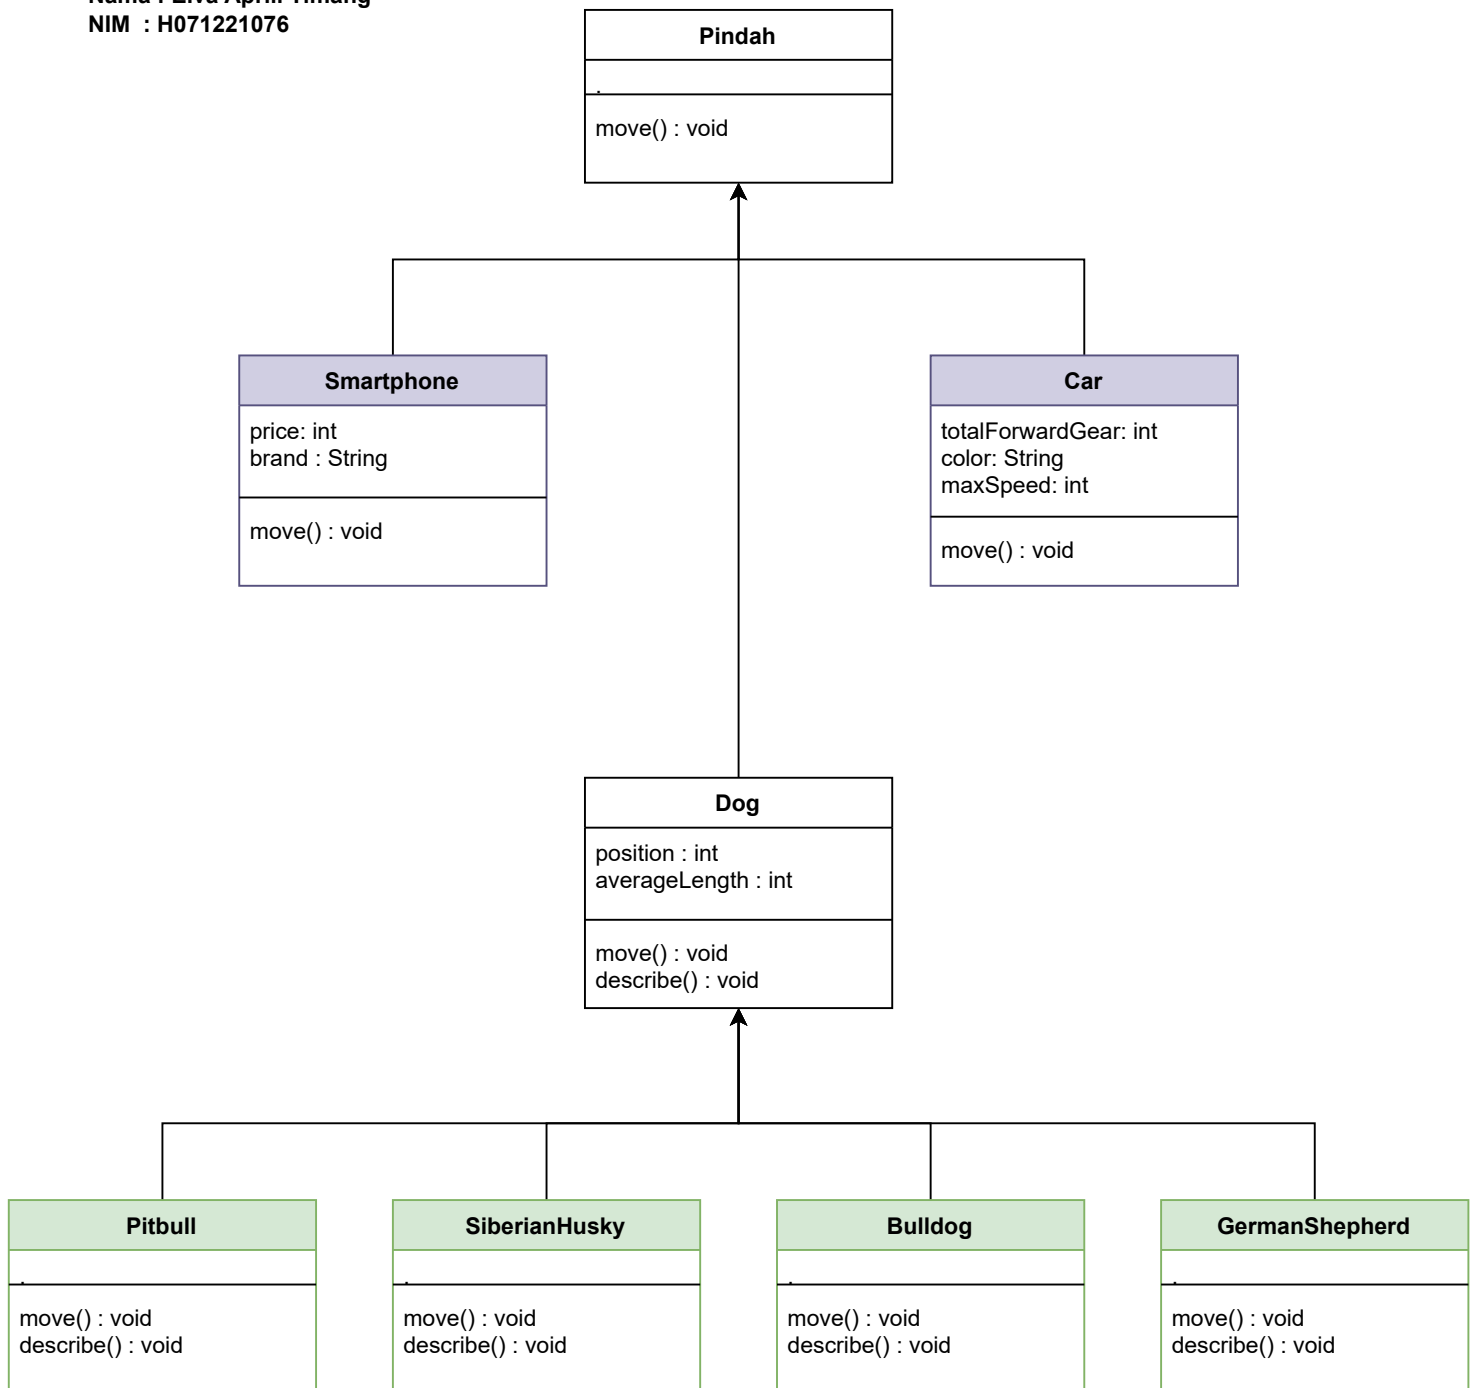 NIM : H071221076
Pindah
.
move() : void
Smartphone
price: int
brand : String
move() : void
Car
totalForwardGear: int
color: String
maxSpeed: int
move() : void
Dog
position : int
averageLength : int
move() : void
describe() : void
Pitbull
.
move() : void
describe() : void
SiberianHusky
.
move() : void
describe() : void
Bulldog
.
move() : void
describe() : void
GermanShepherd
.
move() : void
describe() : void